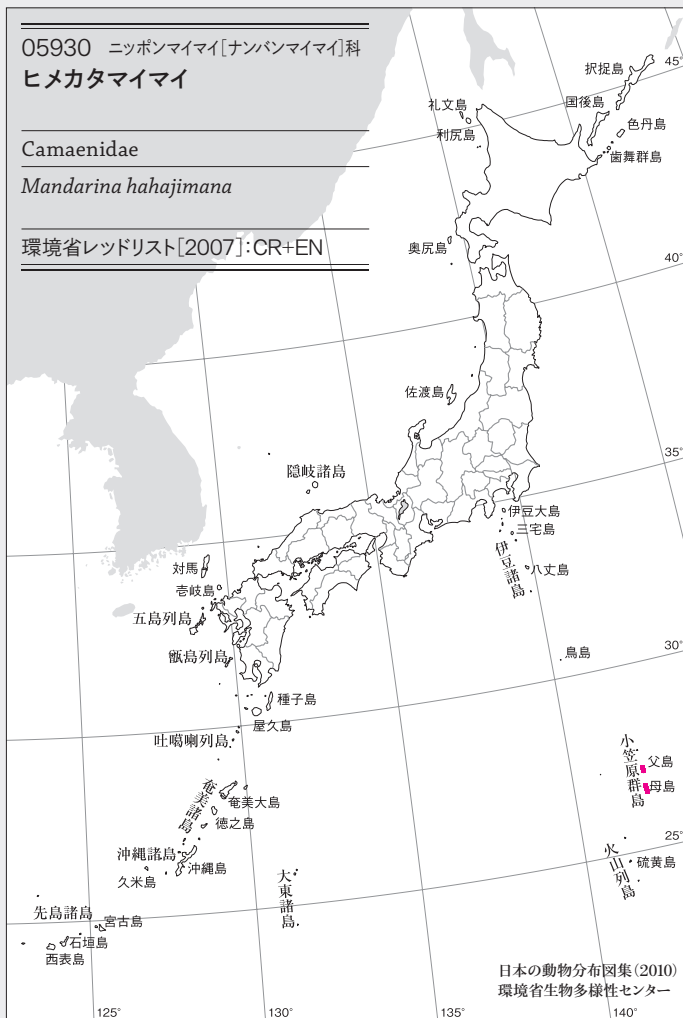 05930 ニッポンマイマイ[ナンバンマイマイ]科
ヒメカタマイマイ
Camaenidae
Mandarina hahajimana
環境省レッドリスト[2007]:CR+EN
択捉島
45°
礼文島
国後島
色丹島
利尻島
歯舞群島
奥尻島
40°
佐渡島
35°
隠岐諸島
伊豆大島
三宅島
対馬
伊豆諸島
八丈島
壱岐島
五島列島
甑島列島
鳥島
30°
種子島
屋久島
吐噶喇列島
小笠原群島
父島
母島
奄美諸島
奄美大島
徳之島
25°
沖縄諸島
沖縄島
火山列島
硫黄島
久米島
大東諸島
先島諸島
宮古島
石垣島
西表島
日本の動物分布図集(2010)
環境省生物多様性センター
125°
130°
135°
140°